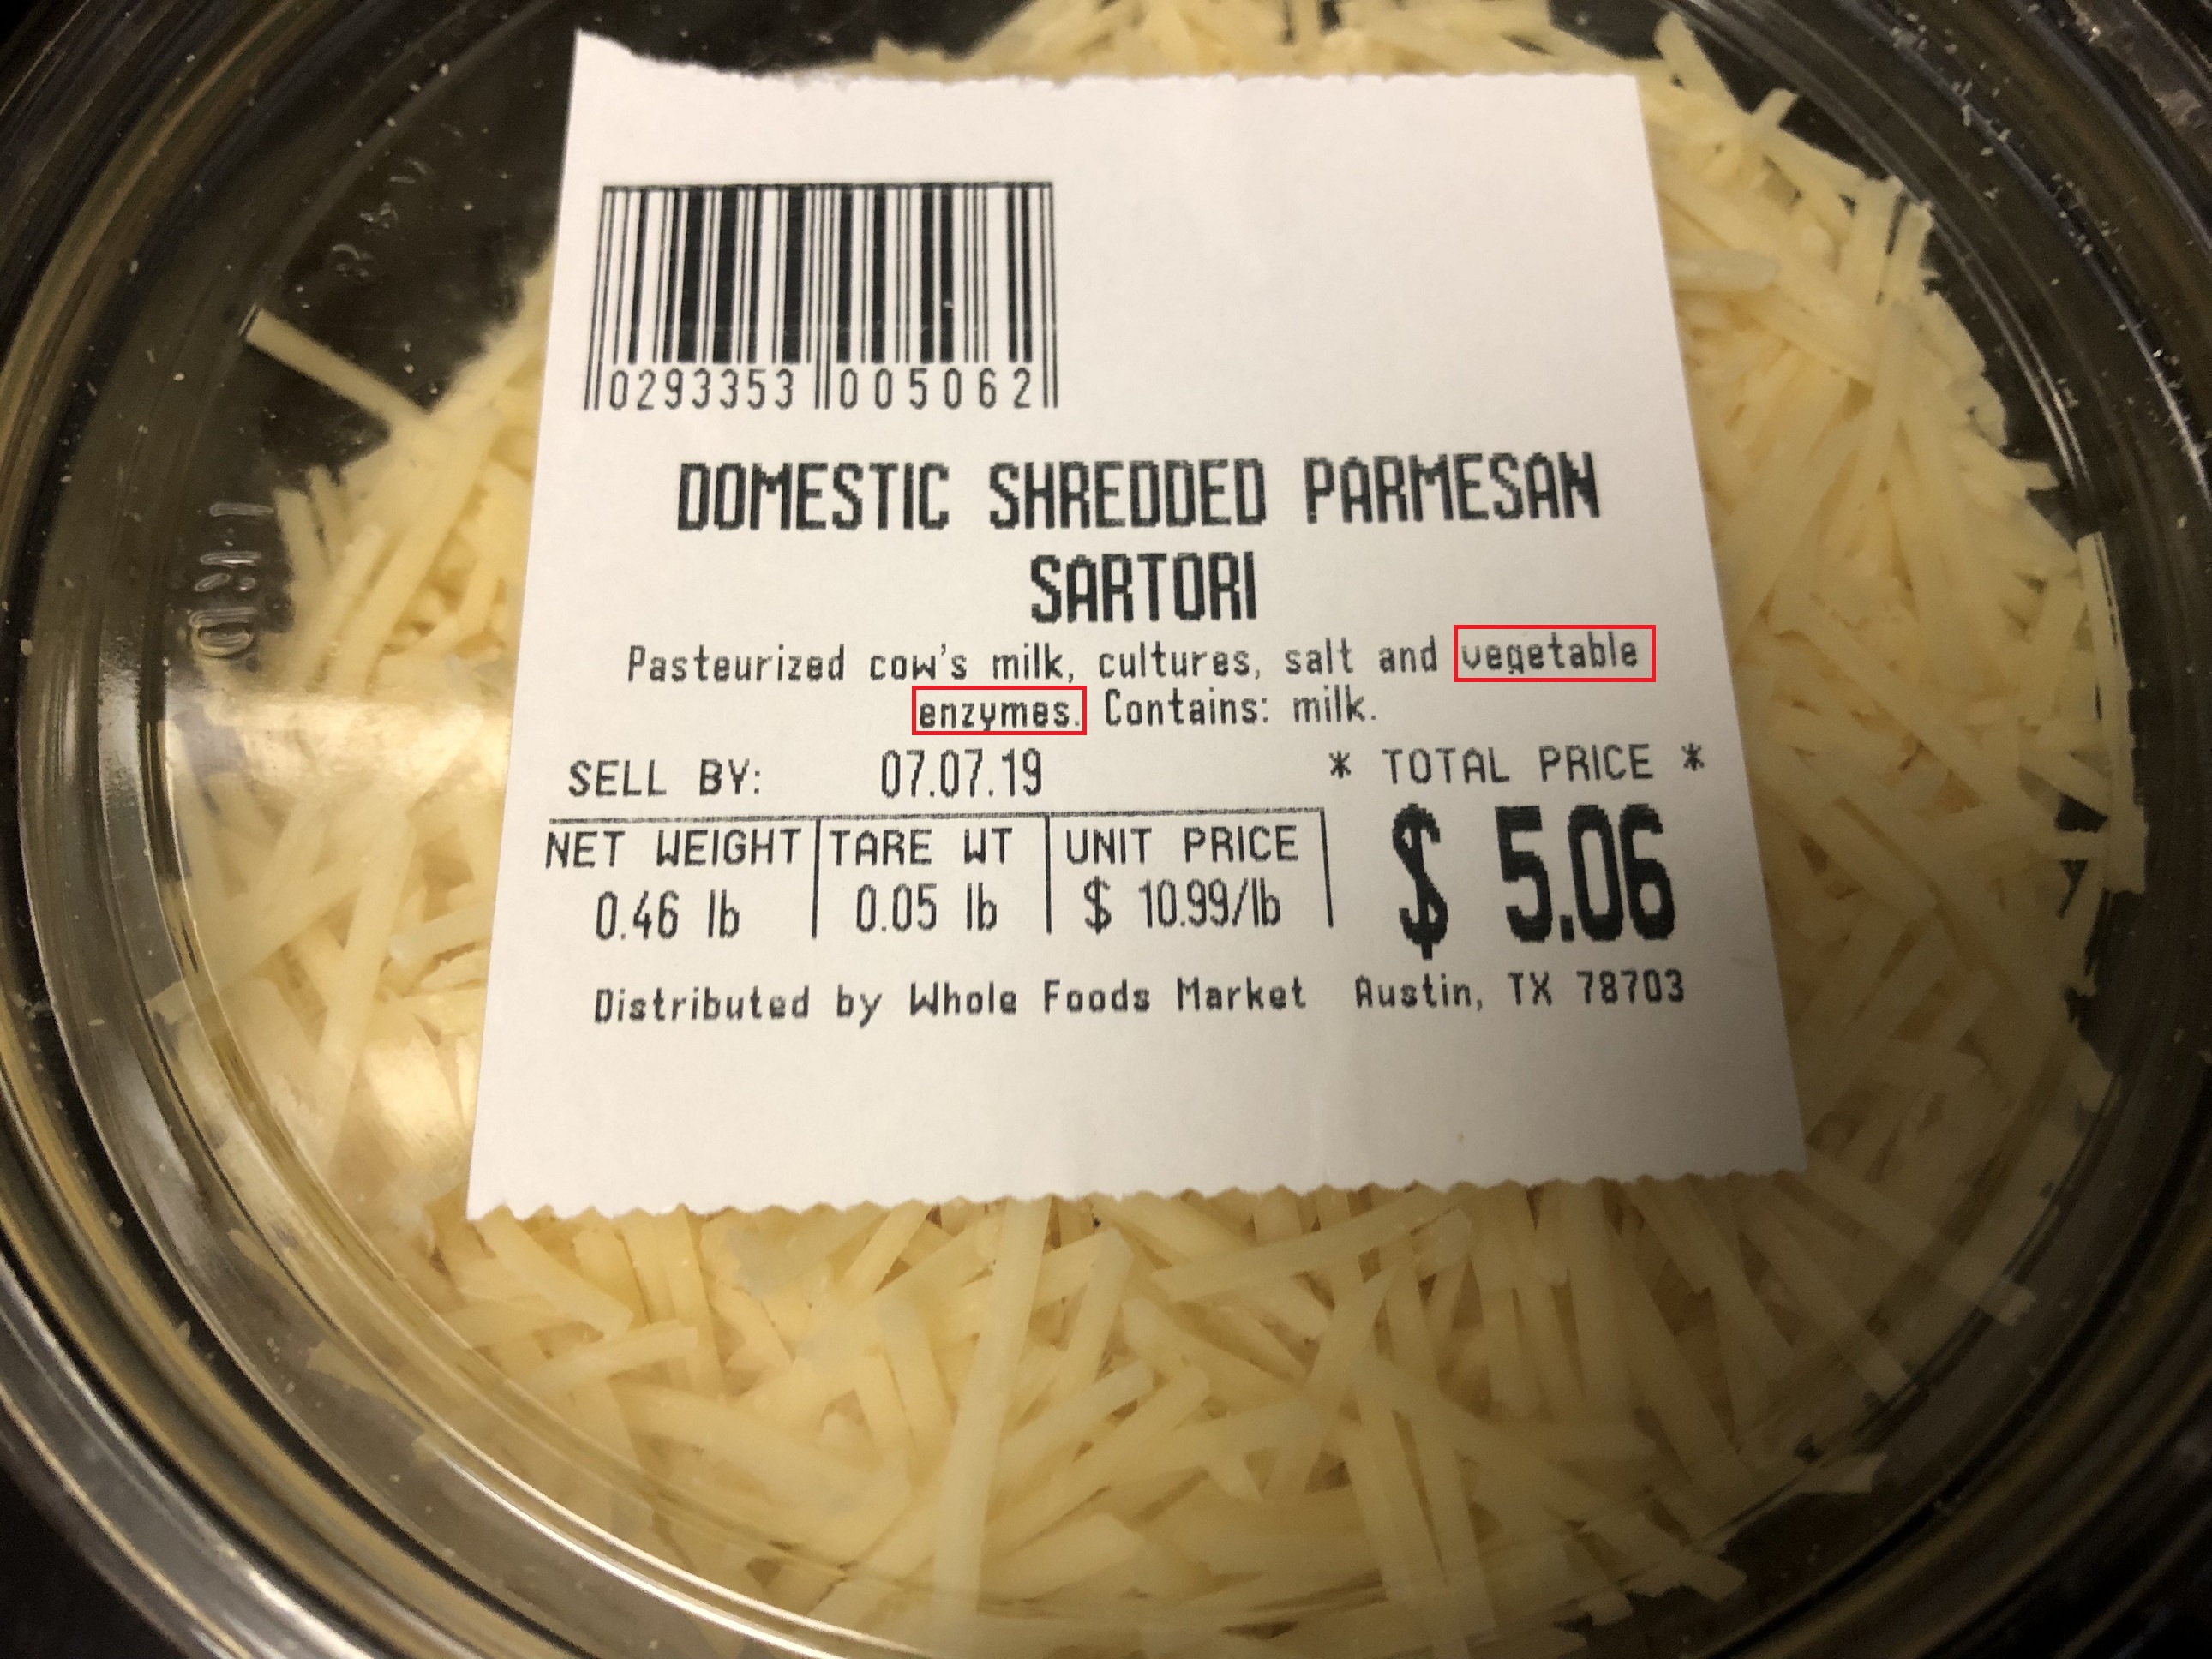 0293353 005062
DOMESTIC SHREDDED PARMESAN
SARTORI
Pasteurized cow's milk, cultures, salt and vegetable
enzymes. Contains: milk.
SELL BY: 07.07.19
* TOTAL PRICE *
NET WEIGHT TARE WT UNIT PRICE
0.46 lb 0.05 lb $ 10.99/lb
$ 5.06
Distributed by Whole Foods Market Austin, TX 78703